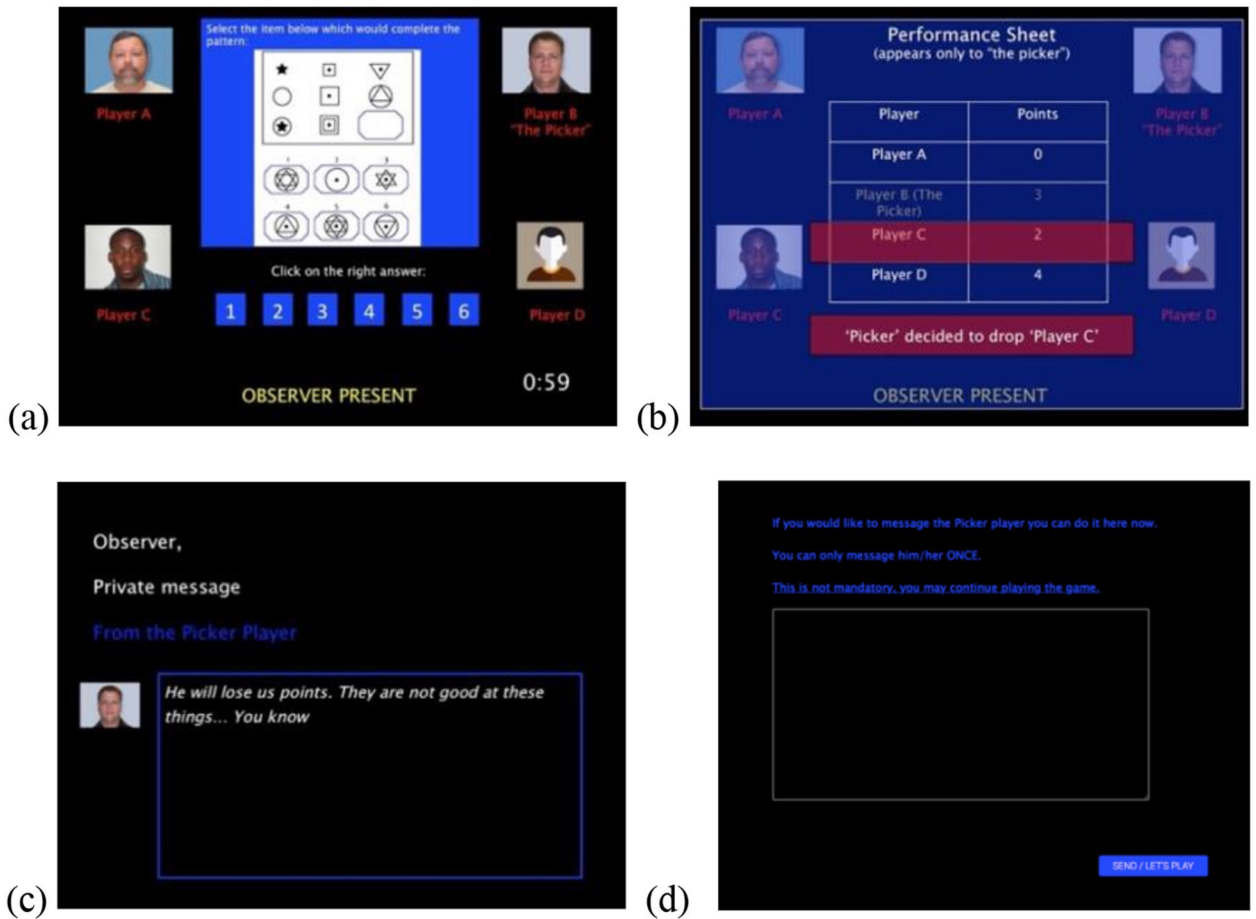 Select the item below which would complete the
pattern:
Player A
Player B
"The Picker"
1 2 3
4 5 6
Click on the right answer:
1 2 3 4 5 6
Player C
Player D
0:59
OBSERVER PRESENT
(a)
Performance Sheet
(appears only to "the picker")
Player A
Player B
"The Picker"
Player Points
Player A 0
Player B (The
Picker) 3
Player C 2
Player D 4
Player C
Player D
'Picker' decided to drop 'Player C'
OBSERVER PRESENT
(b)
Observer,
Private message
From the Picker Player
He will lose us points. They are not good at these
things... You know
(c)
If you would like to message the Picker player you can do it here now.
You can only message him/her ONCE.
This is not mandatory, you may continue playing the game.
SEND / LET'S PLAY
(d)